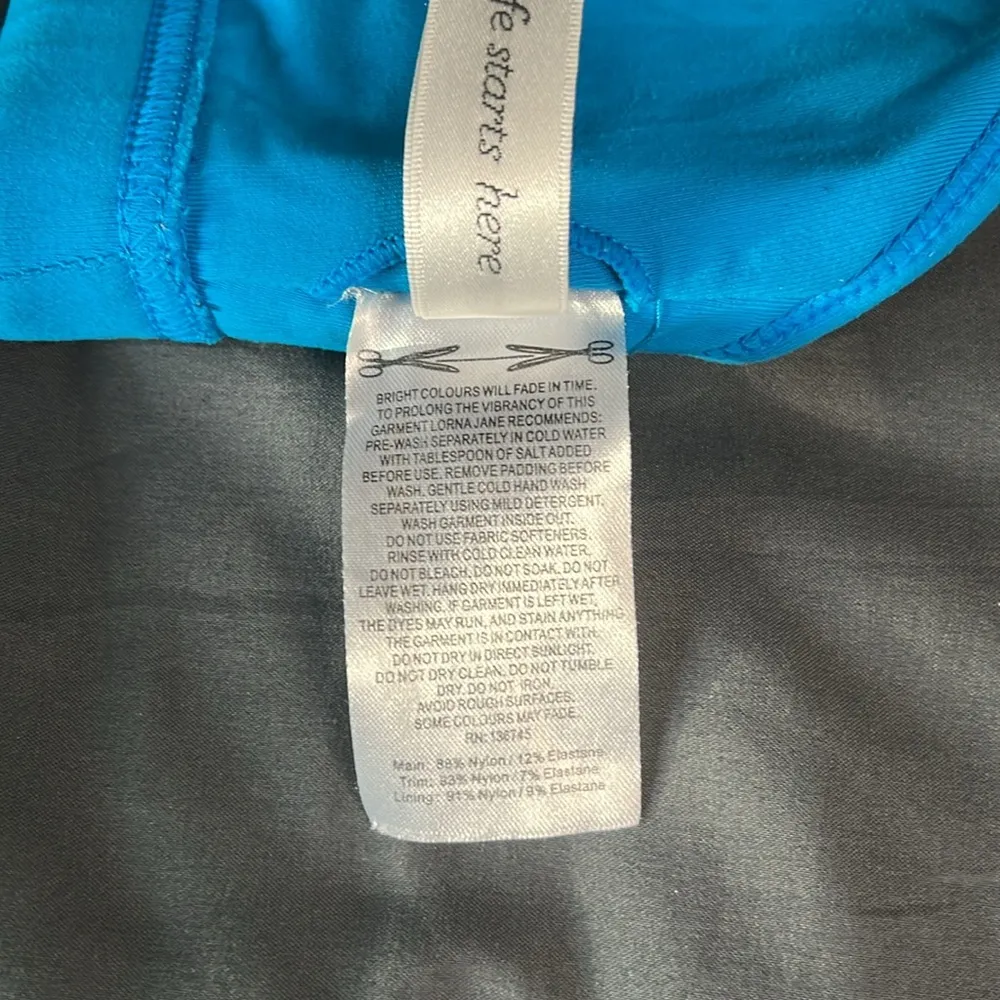 fe starts here
BRIGHT COLOURS WILL FADE IN TIME.
TO PROLONG THE VIBRANCY OF THIS
GARMENT LORNA JANE RECOMMENDS:
PRE-WASH SEPARATELY IN COLD WATER
WITH TABLESPOON OF SALT ADDED
BEFORE USE. REMOVE PADDING BEFORE
WASH. GENTLE COLD HAND WASH
SEPARATELY USING MILD DETERGENT.
WASH GARMENT INSIDE OUT.
DO NOT USE FABRIC SOFTENERS.
RINSE WITH COLD CLEAN WATER.
DO NOT BLEACH. DO NOT SOAK. DO NOT
LEAVE WET. HANG DRY IMMEDIATELY AFTER
WASHING. IF GARMENT IS LEFT WET,
THE DYES MAY RUN, AND STAIN ANYTHING
THE GARMENT IS IN CONTACT WITH.
DO NOT DRY IN DIRECT SUNLIGHT.
DO NOT DRY CLEAN. DO NOT TUMBLE
DRY. DO NOT IRON.
AVOID ROUGH SURFACES.
SOME COLOURS MAY FADE.
RN: 136745
Main: 88% Nylon / 12% Elastane
Trim: 93% Nylon / 7% Elastane
Lining: 91% Nylon / 9% Elastane